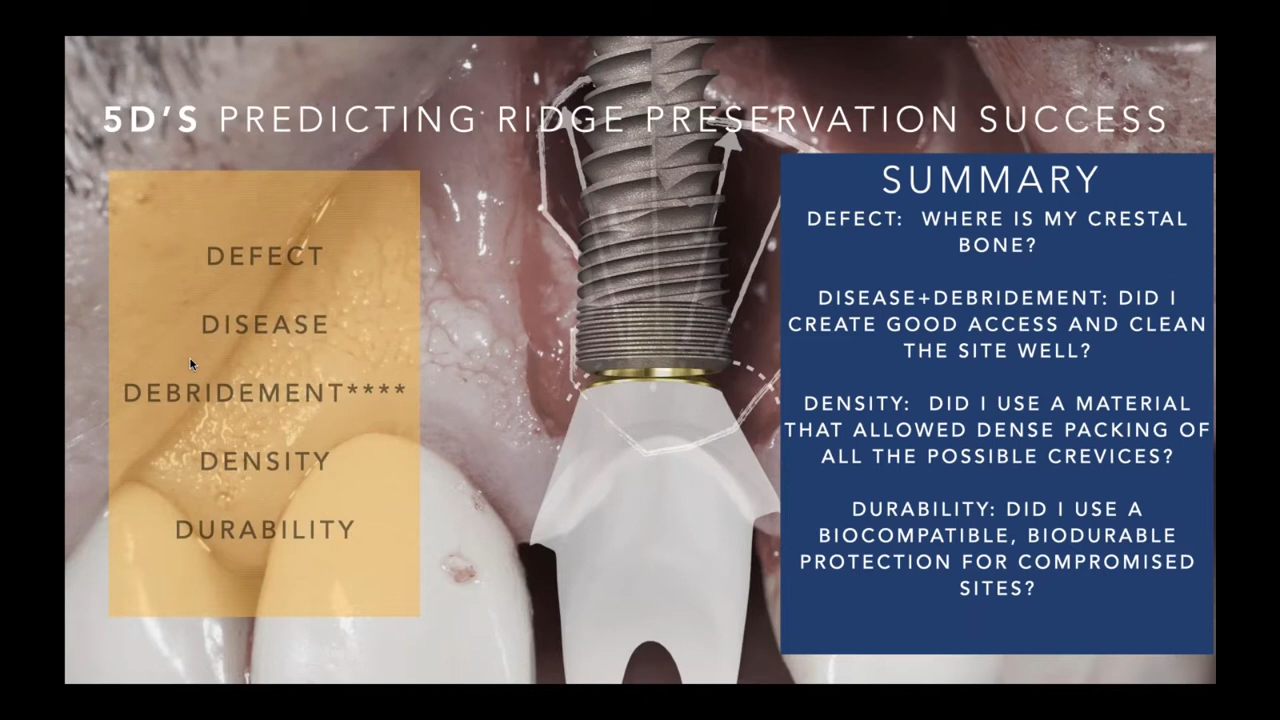 5D'S PREDICTING RIDGE PRESERVATION SUCCESS
DEFECT
DISEASE
DEBRIDEMENT****
DENSITY
DURABILITY
SUMMARY
DEFECT: WHERE IS MY CRESTAL
BONE?
DISEASE+DEBRIDEMENT: DID I
CREATE GOOD ACCESS AND CLEAN
THE SITE WELL?
DENSITY: DID I USE A MATERIAL
THAT ALLOWED DENSE PACKING OF
ALL THE POSSIBLE CREVICES?
DURABILITY: DID I USE A
BIOCOMPATIBLE, BIODURABLE
PROTECTION FOR COMPROMISED
SITES?